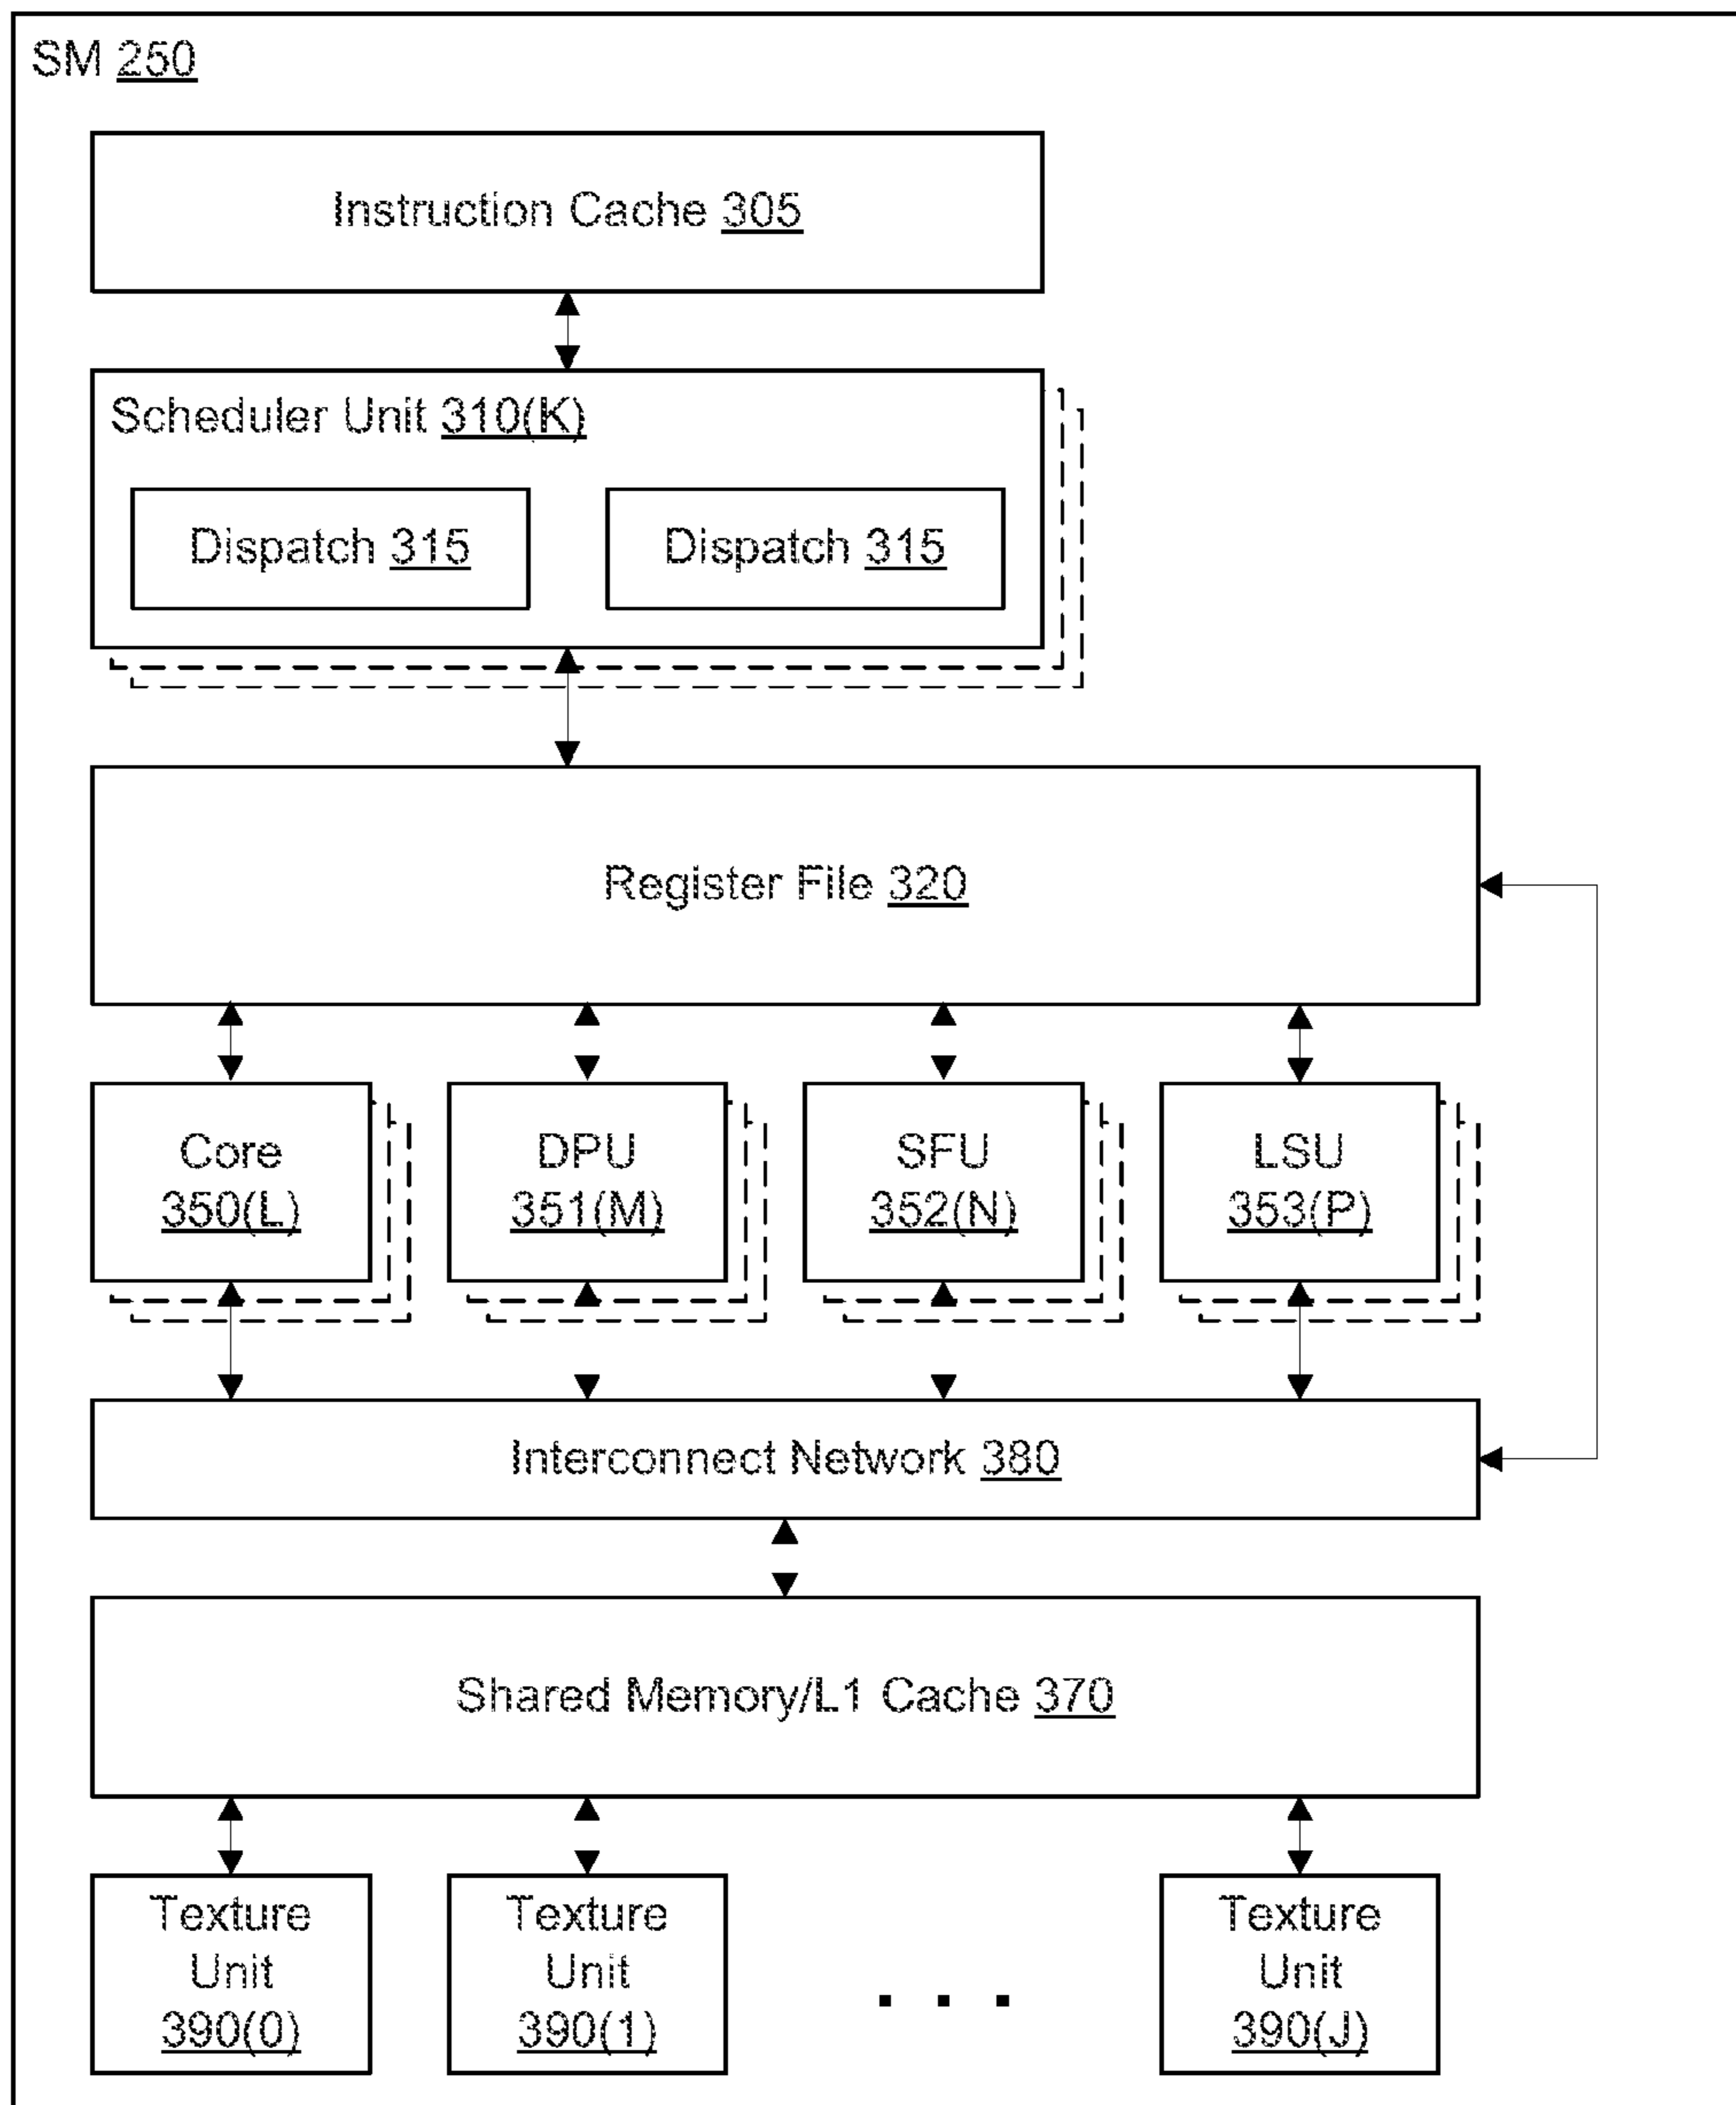 SM 250
Instruction Cache 305
Scheduler Unit 310(K)
Dispatch 315
Dispatch 315
Register File 320
Core
350(L)
DPU
351(M)
SFU
352(N)
LSU
353(P)
Interconnect Network 380
Shared Memory/L1 Cache 370
Texture
Unit
390(0)
Texture
Unit
390(1)
. . .
Texture
Unit
390(J)